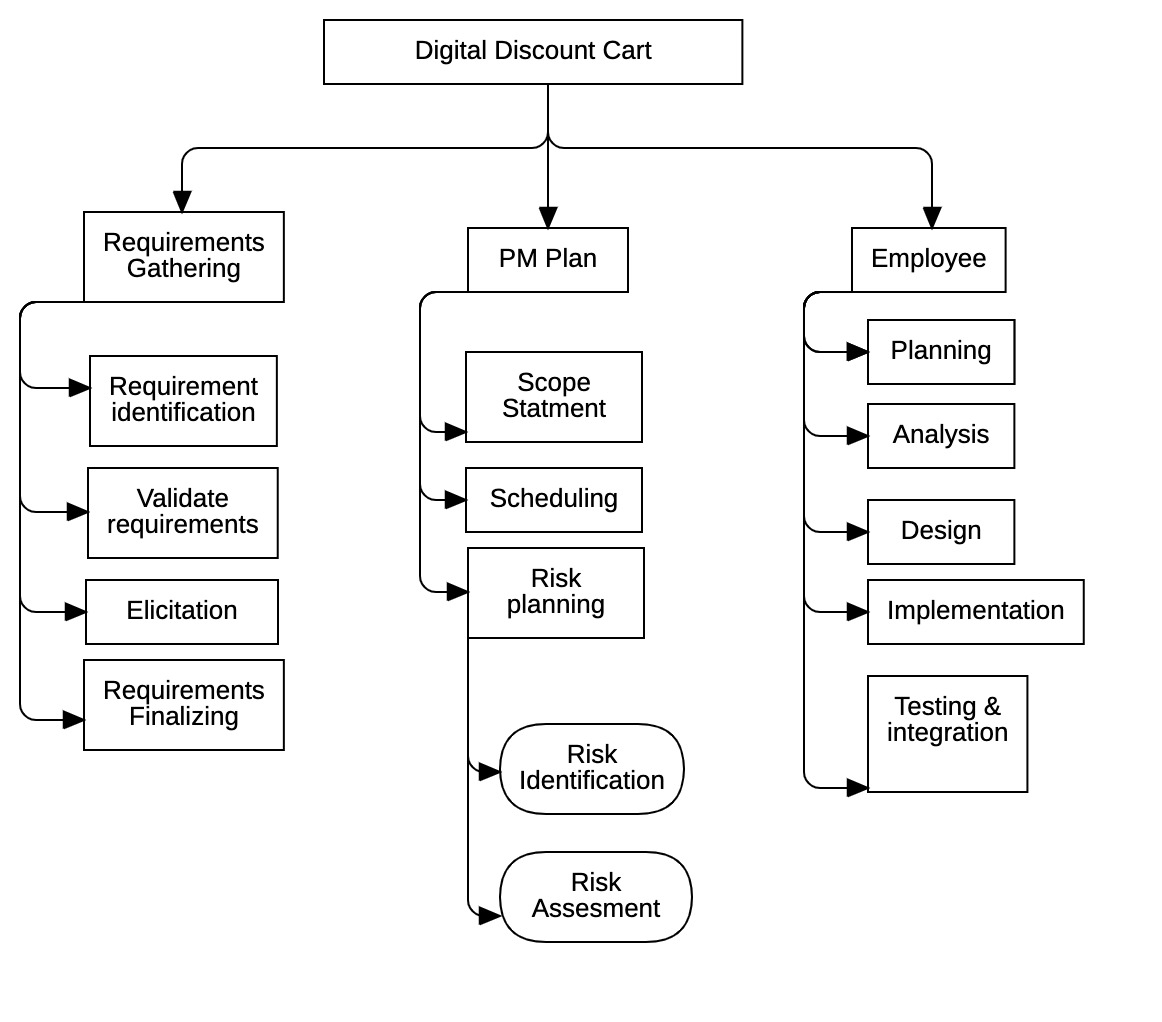 Digital Discount Cart
Requirements
Gathering
Requirement
identification
Validate
requirements
Elicitation
Requirements
Finalizing
PM Plan
Scope
Statment
Scheduling
Risk
planning
Risk
Identification
Risk
Assesment
Employee
Planning
Analysis
Design
Implementation
Testing &
integration